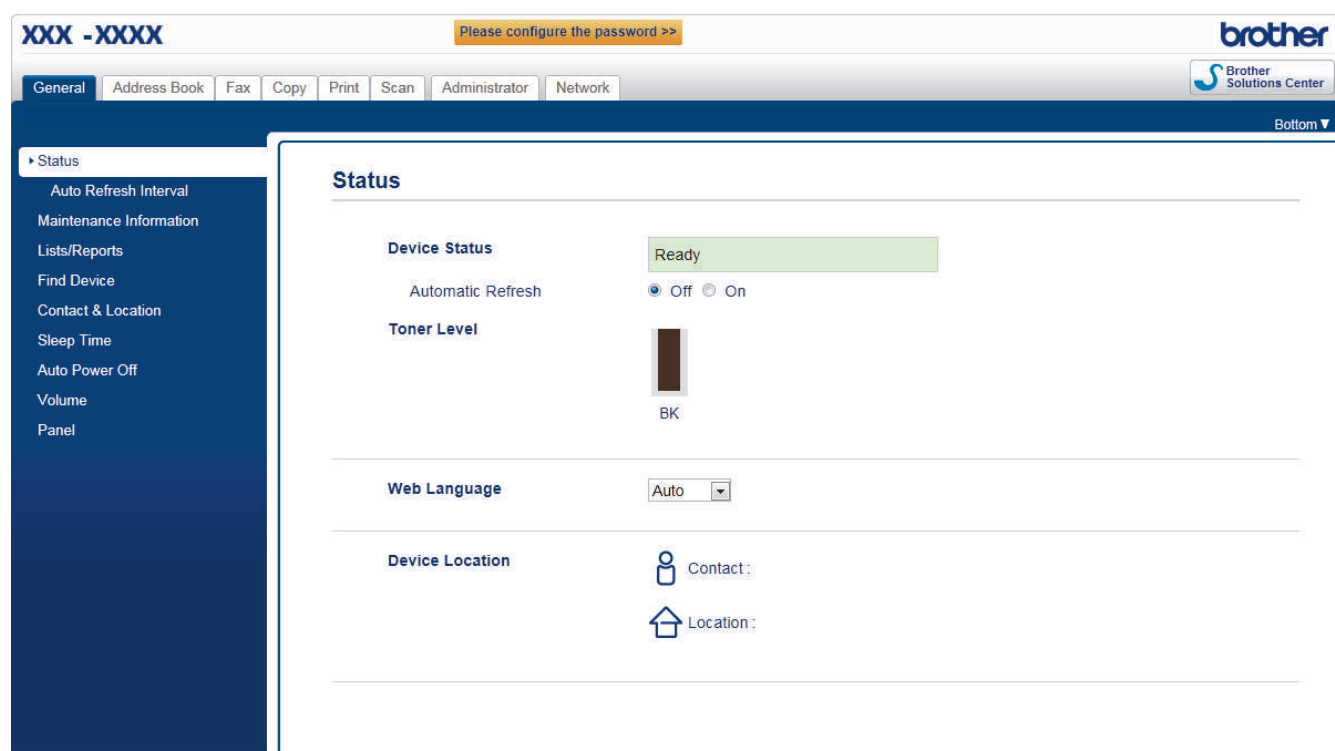 XXX -XXXX
Please configure the password >>
brother
General Address Book Fax Copy Print Scan Administrator Network
Brother
Solutions Center
Bottom▼
Status
Auto Refresh Interval
Maintenance Information
Lists/Reports
Find Device
Contact & Location
Sleep Time
Auto Power Off
Volume
Panel
Status
Device Status Ready
Automatic Refresh Off On
Toner Level
BK
Web Language Auto
Device Location Contact :
Location :